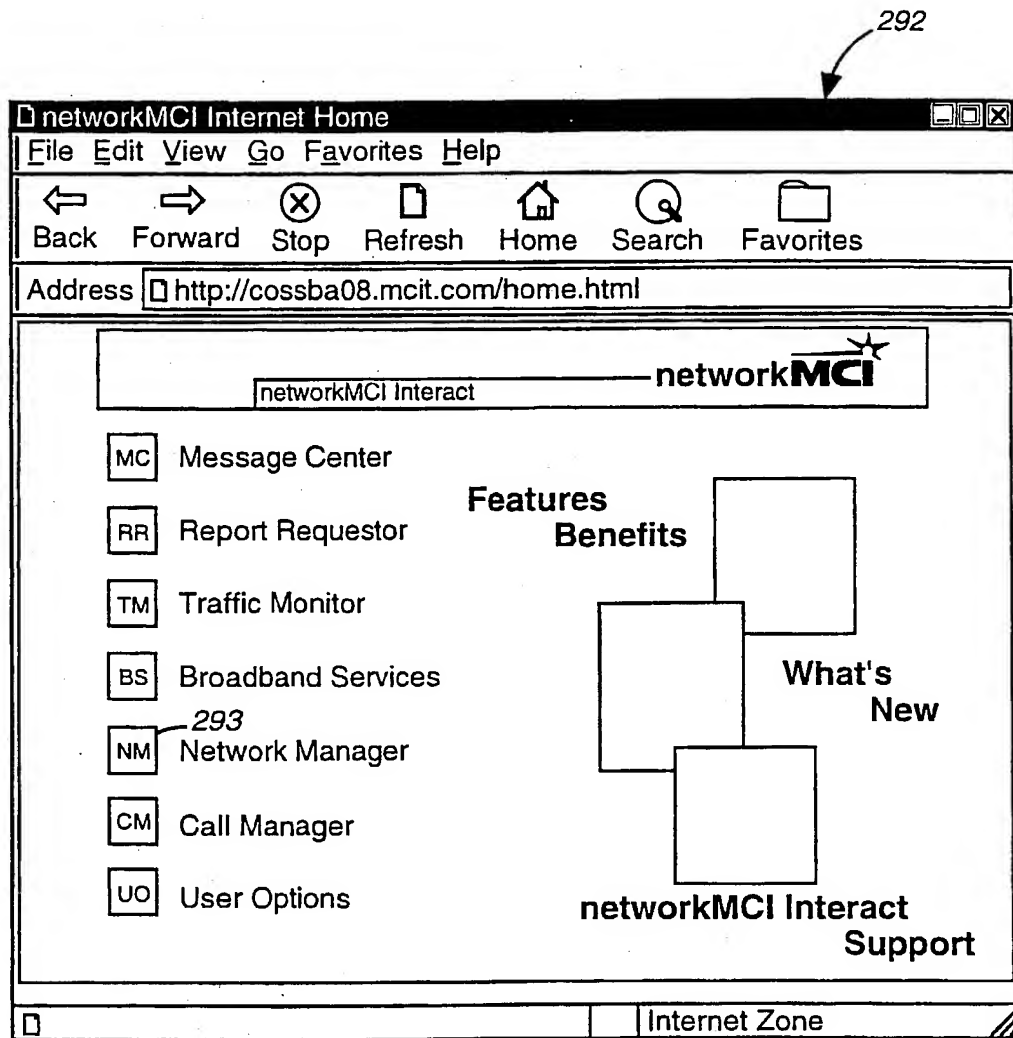 292
networkMCI Internet Home
File Edit View Go Favorites Help
Back Forward Stop Refresh Home Search Favorites
Address http://cossba08.mcit.com/home.html
networkMCI Interact
networkMCI
MC Message Center
RR Report Requestor
TM Traffic Monitor
BS Broadband Services
293
NM Network Manager
CM Call Manager
UO User Options
Features
Benefits
What's
New
networkMCI Interact
Support
Internet Zone